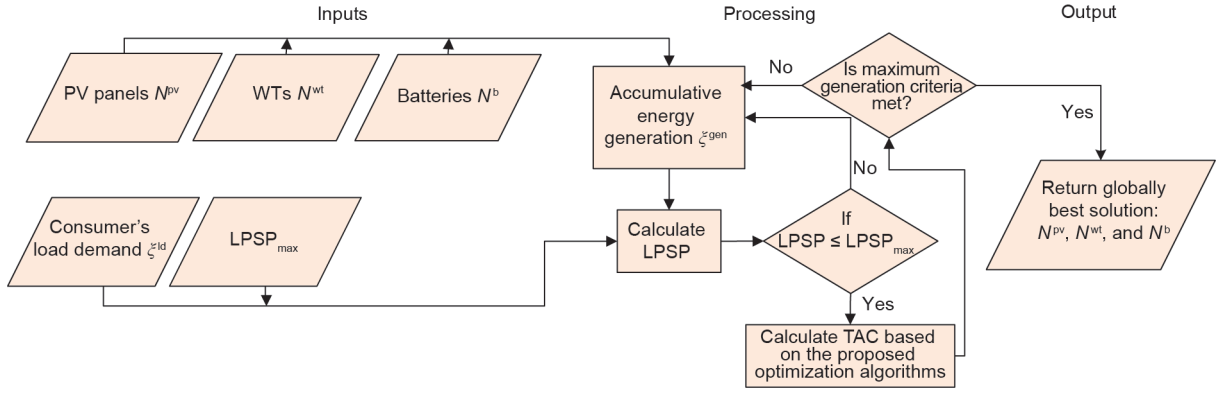 Inputs
Processing
Output
PV panels Nᵖᵛ
WTs Nʷᵗ
Batteries Nᵇ
Accumulative
energy
generation ξᵍᵉⁿ
No
Is maximum
generation criteria
met?
Yes
Return globally
best solution:
Nᵖᵛ, Nʷᵗ, and Nᵇ
Consumer's
load demand ξˡᵈ
LPSPₘₐₓ
Calculate
LPSP
No
If
LPSP ≤ LPSPₘₐₓ
Yes
Calculate TAC based
on the proposed
optimization algorithms